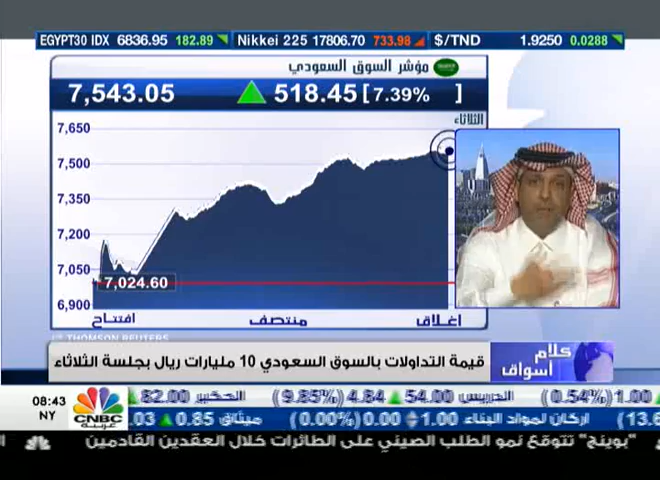 EGYPT30 IDX 6836.95 182.89 Nikkei 225 17806.70 733.98 $/TND 1.9250 0.0288
مؤشر السوق السعودي
7,543.05 518.45 [7.39% ]
الثلاثاء
7,650
7,500
7,350
7,200
7,050
7,024.60
6,900
افتتاح منتصف اغلاق
THOMSON REUTERS
كلام أسواق
قيمة التداولات بالسوق السعودي 10 مليارات ريال بجلسة الثلاثاء
1.00 (0.54%) الدريس 54.00 4.84 (9.85%) الحكير 82.00
08:43
NY
CNBC
عربية
اركان لمواد البناء 1.00 0.00 (0.00%) ميثاق 0.85 .03
"بوينج" تتوقع نمو الطلب الصيني على الطائرات خلال العقدين القادمين